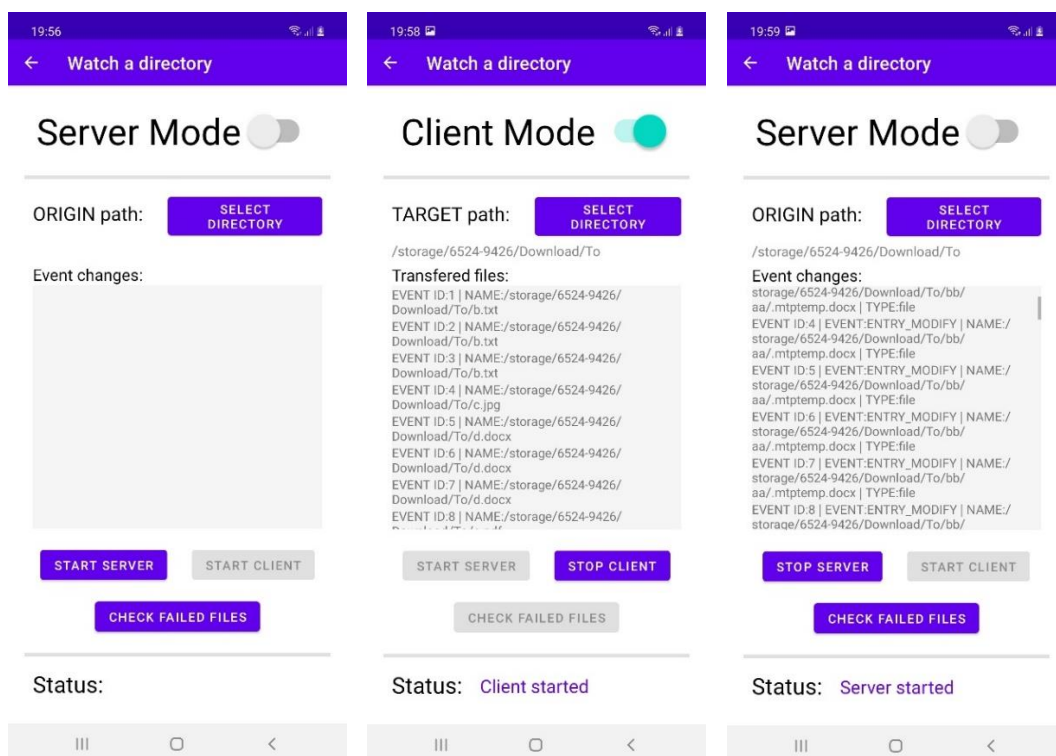 19:56
Watch a directory
Server Mode
ORIGIN path:
SELECT
DIRECTORY
Event changes:
START SERVER
START CLIENT
CHECK FAILED FILES
Status:
19:58
Watch a directory
Client Mode
TARGET path:
SELECT
DIRECTORY
/storage/6524-9426/Download/To
Transfered files:
EVENT ID:1 | NAME:/storage/6524-9426/
Download/To/b.txt
EVENT ID:2 | NAME:/storage/6524-9426/
Download/To/b.txt
EVENT ID:3 | NAME:/storage/6524-9426/
Download/To/b.txt
EVENT ID:4 | NAME:/storage/6524-9426/
Download/To/c.jpg
EVENT ID:5 | NAME:/storage/6524-9426/
Download/To/d.docx
EVENT ID:6 | NAME:/storage/6524-9426/
Download/To/d.docx
EVENT ID:7 | NAME:/storage/6524-9426/
Download/To/d.docx
EVENT ID:8 | NAME:/storage/6524-9426/
START SERVER
STOP CLIENT
CHECK FAILED FILES
Status: Client started
19:59
Watch a directory
Server Mode
ORIGIN path:
SELECT
DIRECTORY
/storage/6524-9426/Download/To
Event changes:
storage/6524-9426/Download/To/bb/
aa/.mtptemp.docx | TYPE:file
EVENT ID:4 | EVENT:ENTRY_MODIFY | NAME:/
storage/6524-9426/Download/To/bb/
aa/.mtptemp.docx | TYPE:file
EVENT ID:5 | EVENT:ENTRY_MODIFY | NAME:/
storage/6524-9426/Download/To/bb/
aa/.mtptemp.docx | TYPE:file
EVENT ID:6 | EVENT:ENTRY_MODIFY | NAME:/
storage/6524-9426/Download/To/bb/
aa/.mtptemp.docx | TYPE:file
EVENT ID:7 | EVENT:ENTRY_MODIFY | NAME:/
storage/6524-9426/Download/To/bb/
aa/.mtptemp.docx | TYPE:file
EVENT ID:8 | EVENT:ENTRY_MODIFY | NAME:/
storage/6524-9426/Download/To/bb/
STOP SERVER
START CLIENT
CHECK FAILED FILES
Status: Server started